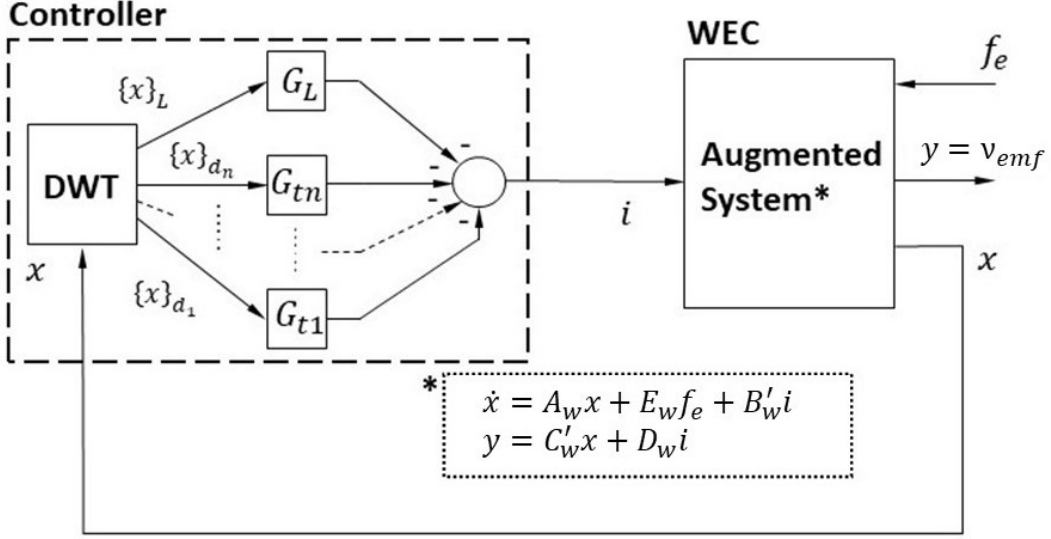 Controller
WEC
{x}_L
G_L
f_e
DWT
{x}_{d_n}
G_{tn}
Augmented
System*
y = v_{emf}
i
x
x
{x}_{d_1}
G_{t1}
- - - -
*
ẋ = A_w x + E_w f_e + B'_w i
y = C'_w x + D_w i